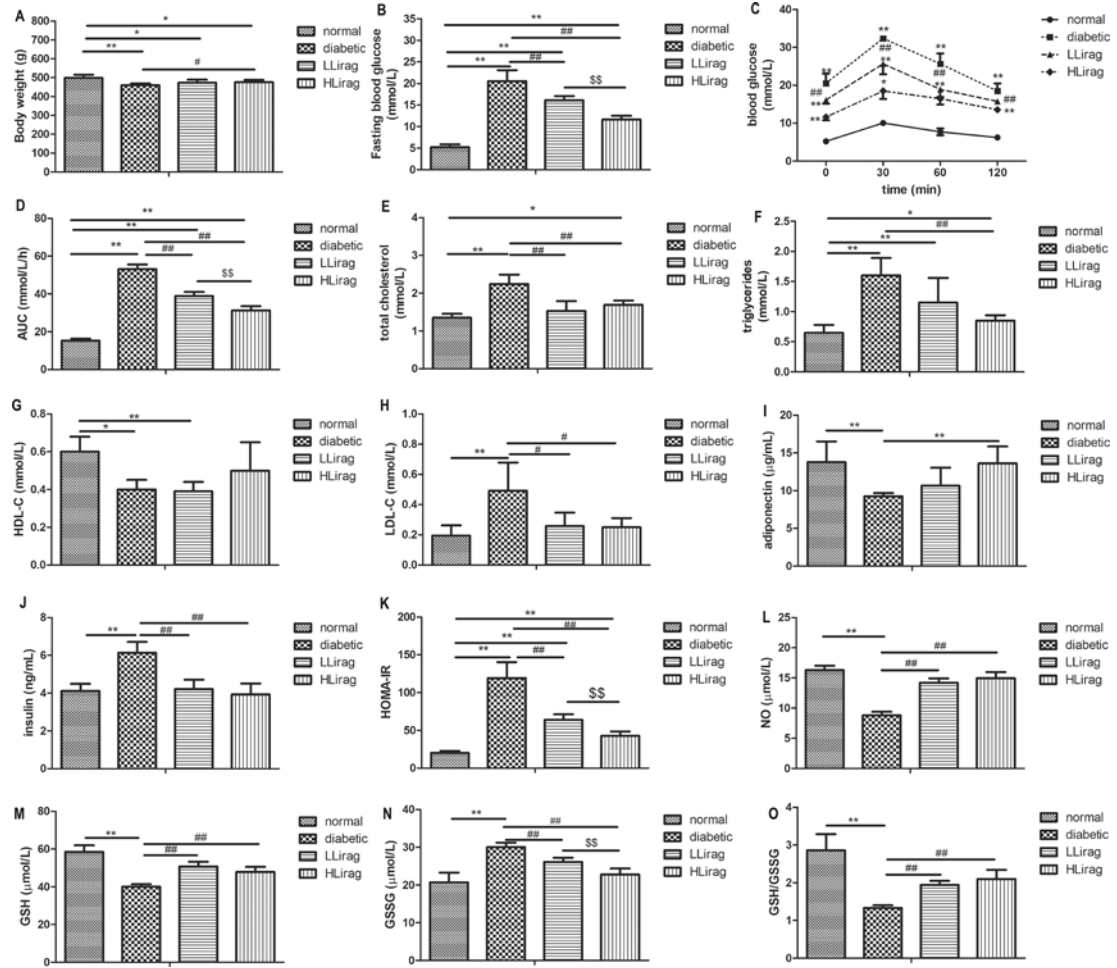 A
Body weight (g)
900
800
700
600
500
400
300
200
100
0
*
*
**
#
normal
diabetic
LLirag
HLirag
B
Fasting blood glucose
(mmol/L)
30
25
20
15
10
5
0
**
##
**
**
##
$$
normal
diabetic
LLirag
HLirag
C
blood glucose
(mmol/L)
40
30
20
10
0
**
##
**
**
**
##
**
*
**
##
**
**
##
**
0
30
60
120
time (min)
normal
diabetic
LLirag
HLirag
D
AUC (mmol/L/h)
80
60
40
20
0
**
**
##
**
##
$$
normal
diabetic
LLirag
HLirag
E
total cholesterol
(mmol/L)
4
3
2
1
0
*
##
**
##
normal
diabetic
LLirag
HLirag
F
triglycerides
(mmol/L)
2.5
2.0
1.5
1.0
0.5
0.0
*
##
**
**
normal
diabetic
LLirag
HLirag
G
HDL-C (mmol/L)
0.8
0.6
0.4
0.2
0.0
**
*
normal
diabetic
LLirag
HLirag
H
LDL-C (mmol/L)
1.0
0.8
0.6
0.4
0.2
0.0
#
**
#
normal
diabetic
LLirag
HLirag
I
adiponectin (μg/mL)
25
20
15
10
5
0
**
**
normal
diabetic
LLirag
HLirag
J
insulin (ng/mL)
8
6
4
2
0
##
**
##
normal
diabetic
LLirag
HLirag
K
HOMA-IR
200
150
100
50
0
**
##
**
**
##
$$
normal
diabetic
LLirag
HLirag
L
NO (μmol/L)
25
20
15
10
5
0
**
##
##
normal
diabetic
LLirag
HLirag
M
GSH (μmol/L)
80
60
40
20
0
**
##
##
normal
diabetic
LLirag
HLirag
N
GSSG (μmol/L)
40
30
20
10
0
**
##
##
$$
normal
diabetic
LLirag
HLirag
O
GSH/GSSG
4
3
2
1
0
**
##
##
normal
diabetic
LLirag
HLirag